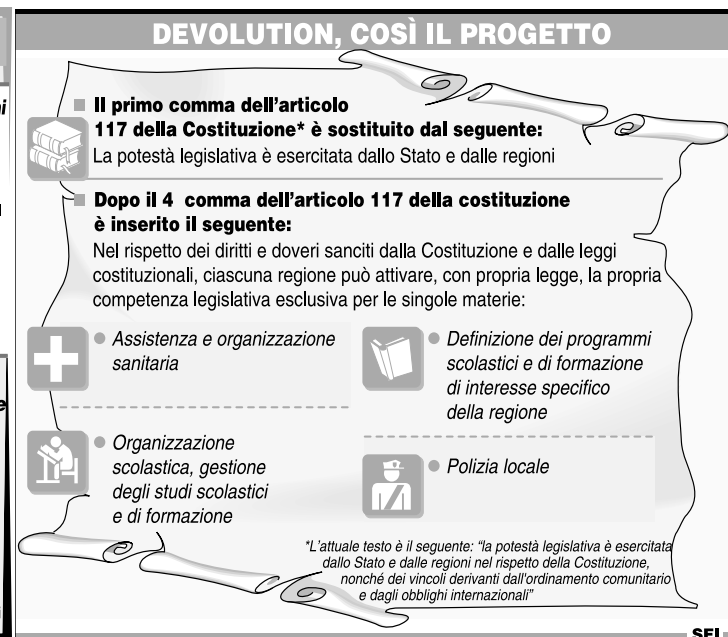 DEVOLUTION, COSÌ IL PROGETTO
Il primo comma dell'articolo
117 della Costituzione* è sostituito dal seguente:
La potestà legislativa è esercitata dallo Stato e dalle regioni
Dopo il 4 comma dell'articolo 117 della costituzione
è inserito il seguente:
Nel rispetto dei diritti e doveri sanciti dalla Costituzione e dalle leggi
costituzionali, ciascuna regione può attivare, con propria legge, la propria
competenza legislativa esclusiva per le singole materie:
Assistenza e organizzazione
sanitaria
Organizzazione
scolastica, gestione
degli studi scolastici
e di formazione
Definizione dei programmi
scolastici e di formazione
di interesse specifico
della regione
Polizia locale
*L'attuale testo è il seguente: “la potestà legislativa è esercitata
dallo Stato e dalle regioni nel rispetto della Costituzione,
nonché dei vincoli derivanti dall'ordinamento comunitario
e dagli obblighi internazionali”